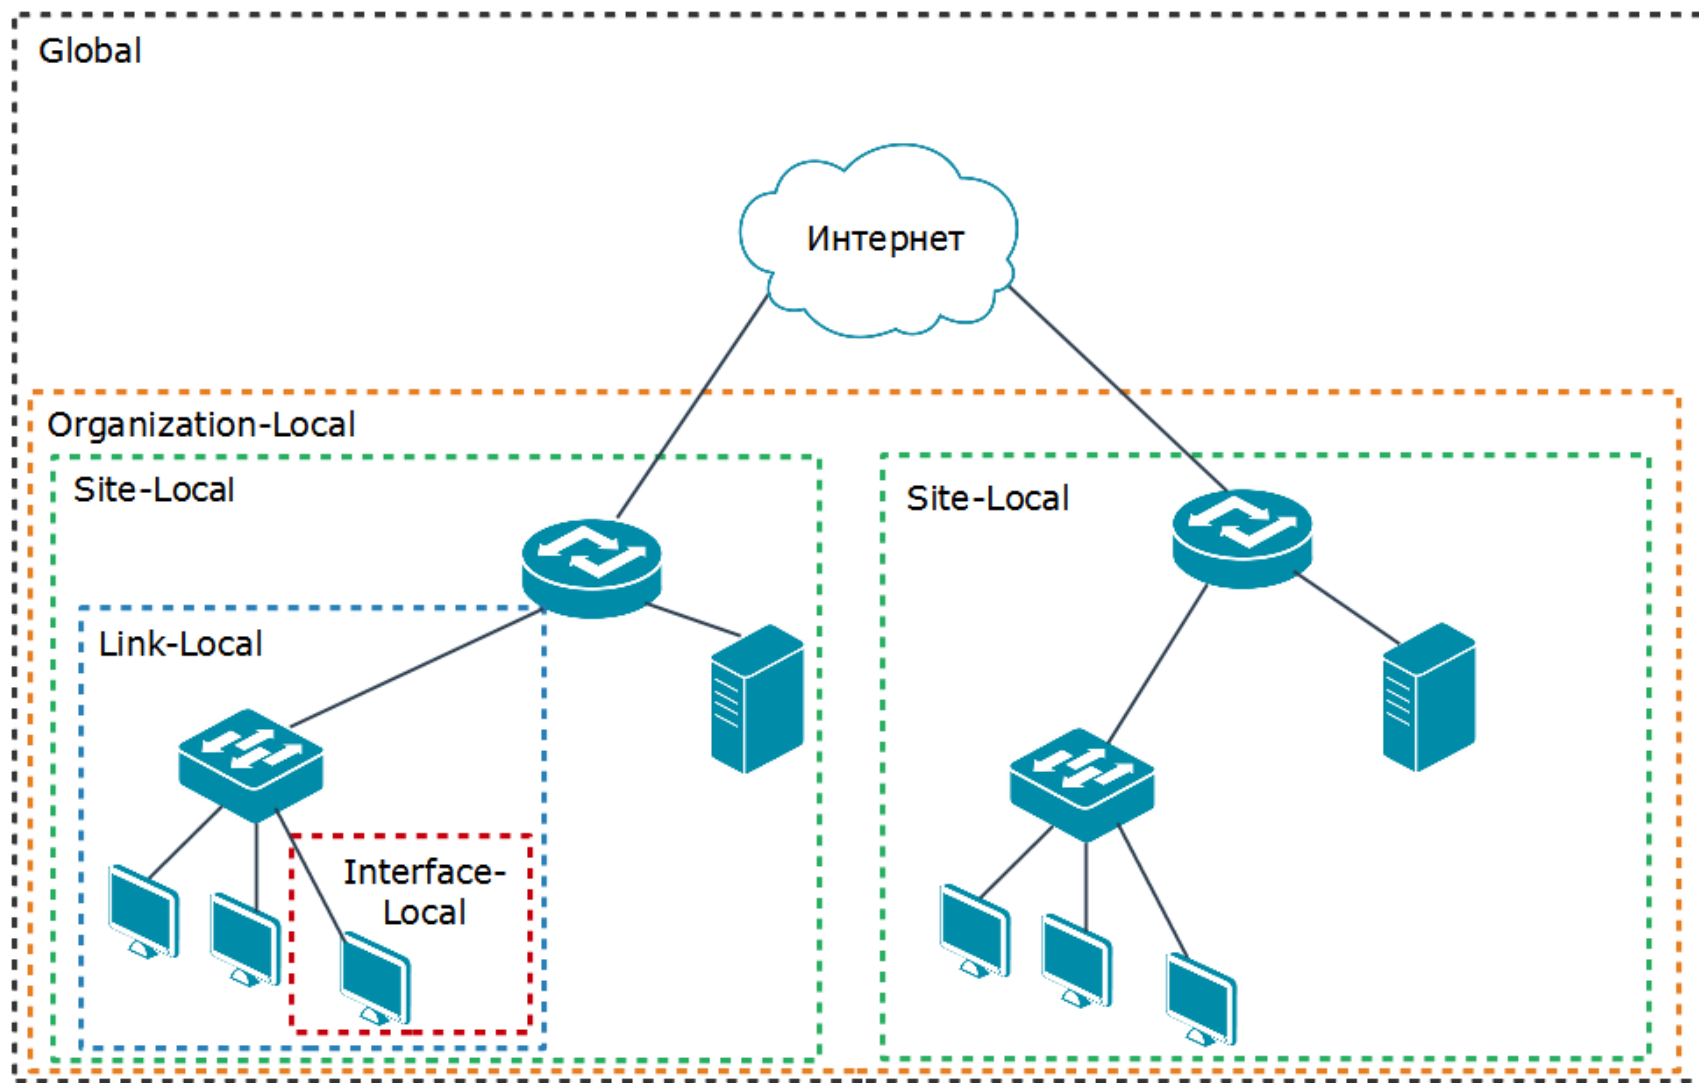 Global
Интернет
Organization-Local
Site-Local
Site-Local
Link-Local
Interface-
Local